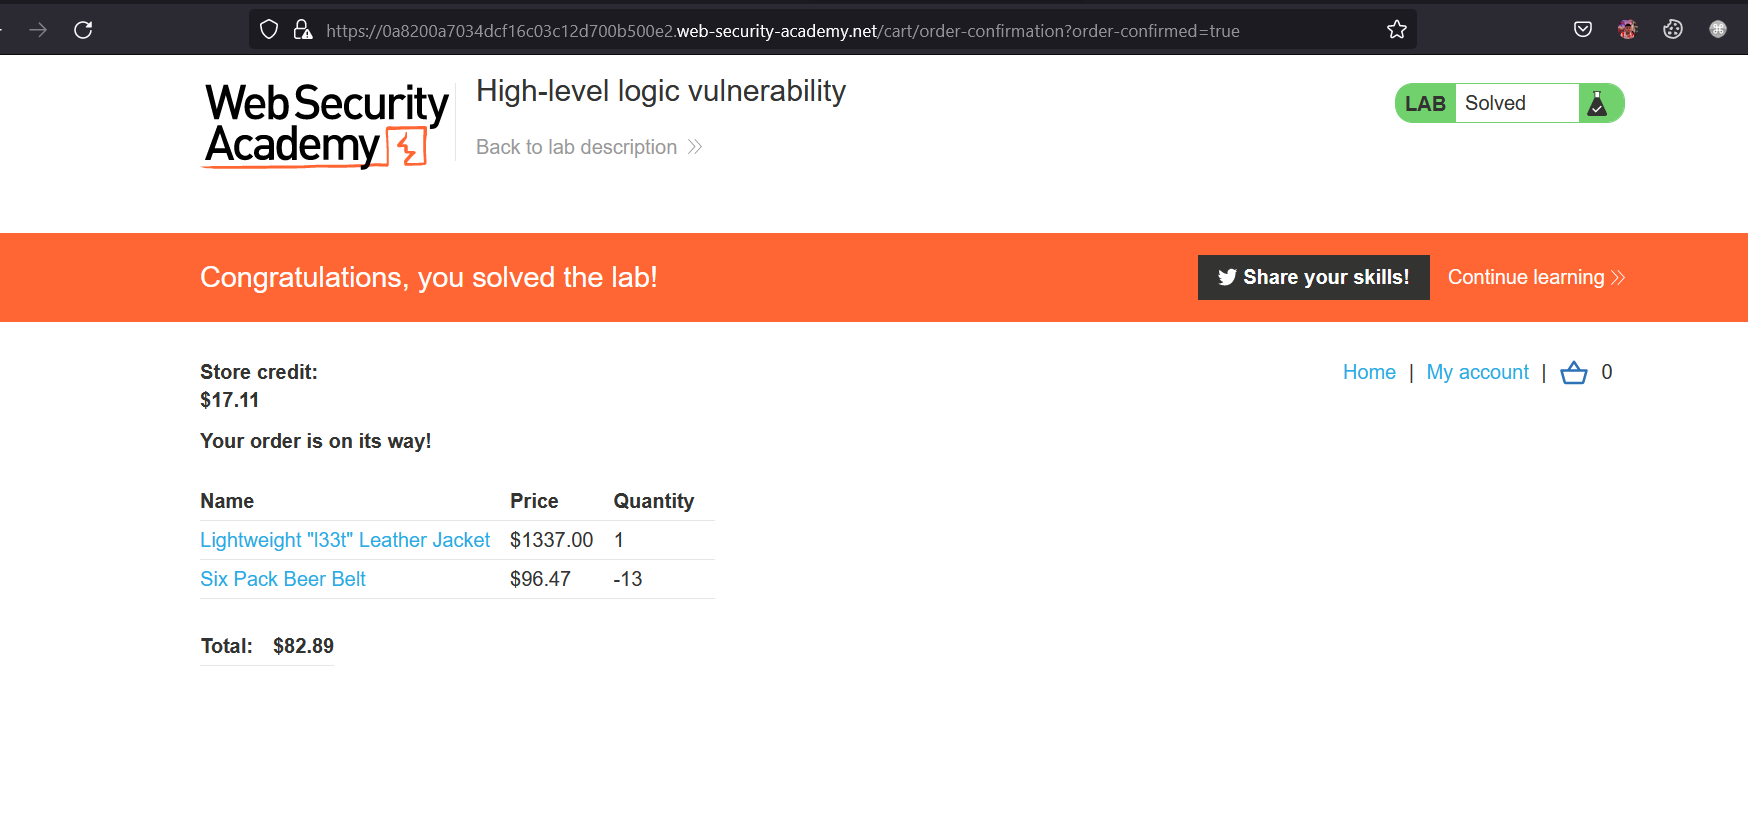 https://0a8200a7034dcf16c03c12d700b500e2.web-security-academy.net/cart/order-confirmation?order-confirmed=true
Web Security
Academy
High-level logic vulnerability
Back to lab description
LAB Solved
Congratulations, you solved the lab!
Share your skills!
Continue learning
Store credit:
$17.11
Home | My account | 0
Your order is on its way!
Name Price Quantity
Lightweight "l33t" Leather Jacket $1337.00 1
Six Pack Beer Belt $96.47 -13
Total: $82.89